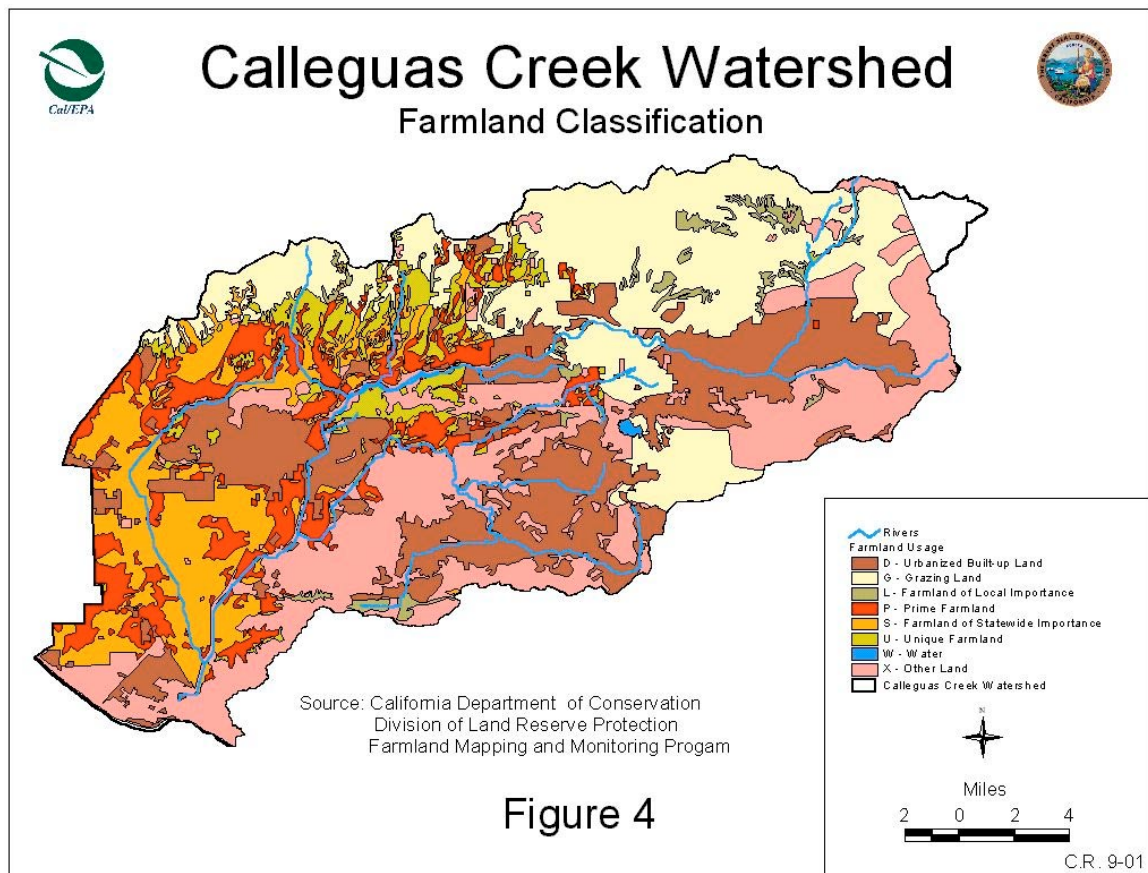 Calleguas Creek Watershed
Farmland Classification
Cal/EPA
Rivers
Farmland Usage
D - Urbanized Built-up Land
G - Grazing Land
L - Farmland of Local Importance
P - Prime Farmland
S - Farmland of Statewide Importance
U - Unique Farmland
W - Water
X - Other Land
Calleguas Creek Watershed
Source: California Department of Conservation
Division of Land Reserve Protection
Farmland Mapping and Monitoring Progam
N
Miles
2 0 2 4
Figure 4
C.R. 9-01